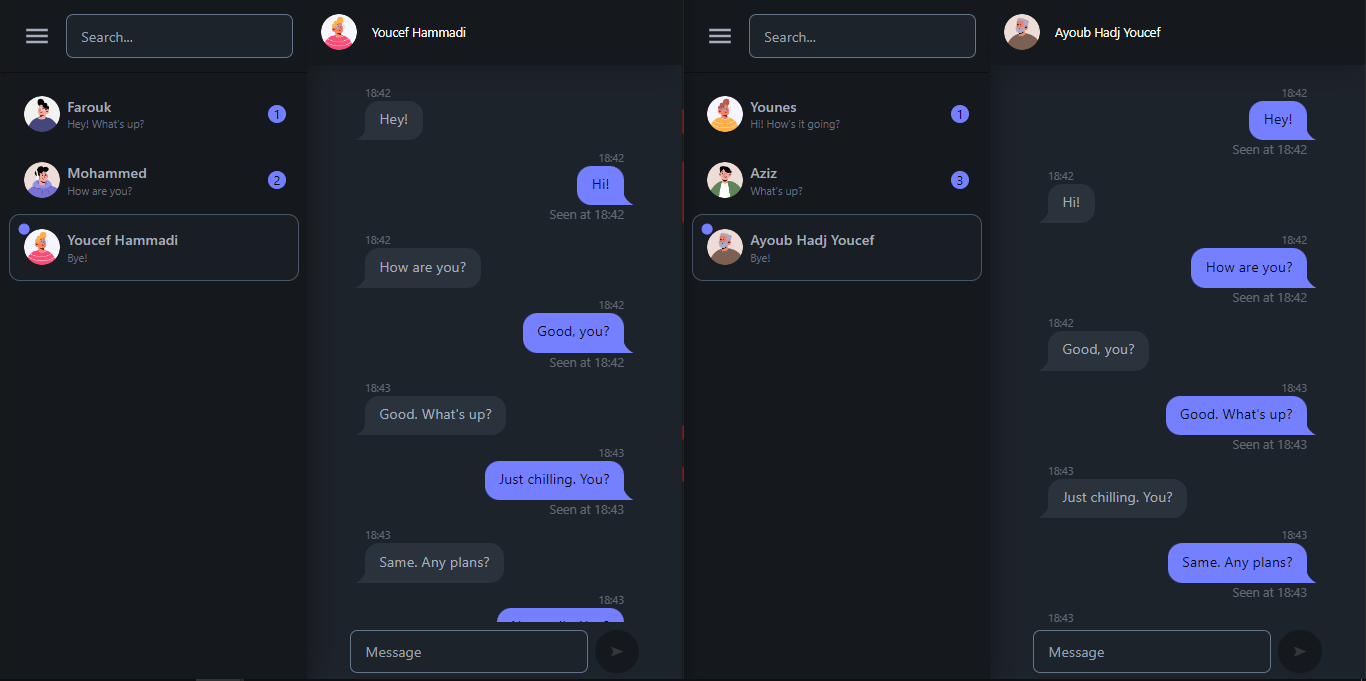 Search...
Farouk
Hey! What's up?
1
Mohammed
How are you?
2
Youcef Hammadi
Bye!
Youcef Hammadi
18:42
Hey!
18:42
Hi!
Seen at 18:42
18:42
How are you?
18:42
Good, you?
Seen at 18:42
18:43
Good. What's up?
18:43
Just chilling. You?
Seen at 18:43
18:43
Same. Any plans?
18:43
Message
Search...
Younes
Hi! How's it going?
1
Aziz
What's up?
3
Ayoub Hadj Youcef
Bye!
Ayoub Hadj Youcef
18:42
Hey!
Seen at 18:42
18:42
Hi!
18:42
How are you?
Seen at 18:42
18:42
Good, you?
18:43
Good. What's up?
Seen at 18:43
18:43
Just chilling. You?
18:43
Same. Any plans?
Seen at 18:43
18:43
Message